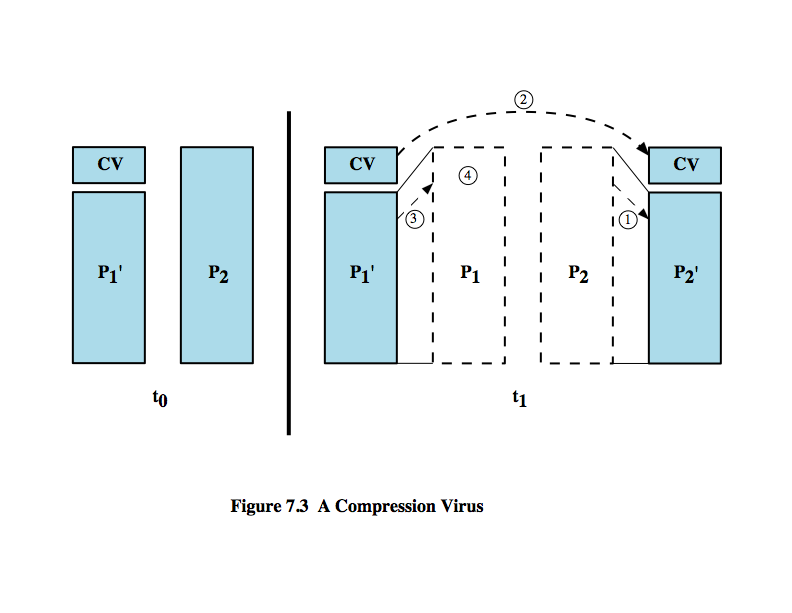 ②
CV CV CV
④
③ ①
P1' P2 P1' P1 P2 P2'
t0 t1
Figure 7.3 A Compression Virus